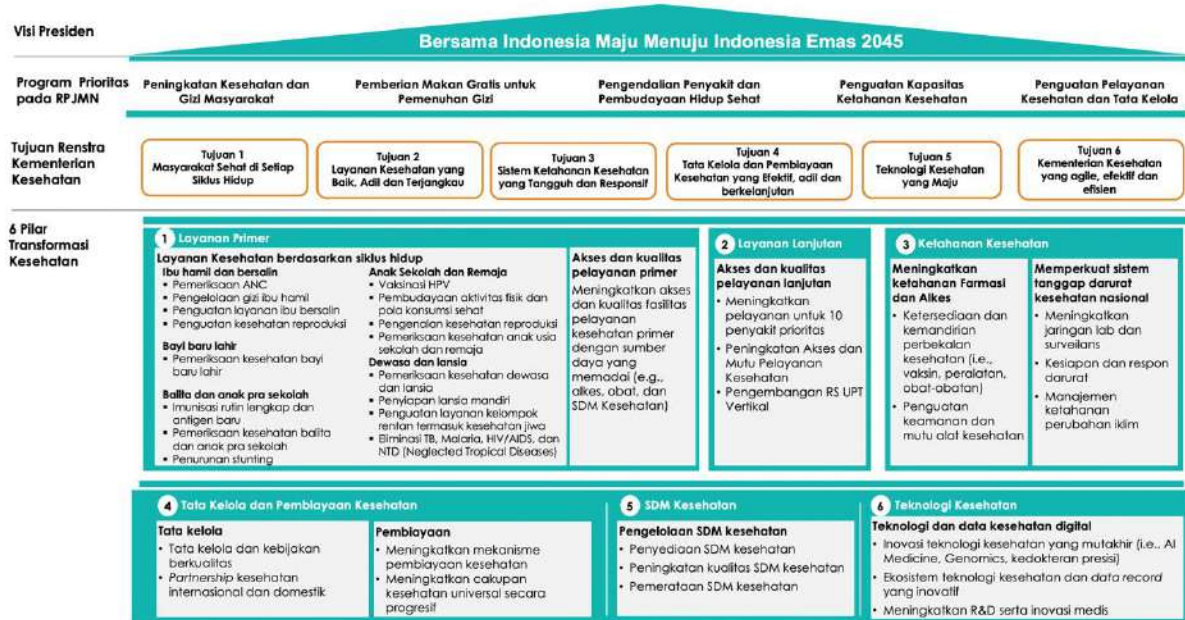 Visi Presiden
Bersama Indonesia Maju Menuju Indonesia Emas 2045
Program Prioritas
pada RPJMN
Peningkatan Kesehatan dan
Gizi Masyarakat
Pemberian Makan Gratis untuk
Pemenuhan Gizi
Pengendalian Penyakit dan
Pembudayaan Hidup Sehat
Penguatan Kapasitas
Ketahanan Kesehatan
Penguatan Pelayanan
Kesehatan dan Tata Kelola
Tujuan Renstra
Kementerian
Kesehatan
Tujuan 1
Masyarakat Sehat di Setiap
Siklus Hidup
Tujuan 2
Layanan Kesehatan yang
Baik, Adil dan Terjangkau
Tujuan 3
Sistem Ketahanan Kesehatan
yang Tangguh dan Responsif
Tujuan 4
Tata Kelola dan Pembiayaan
Kesehatan yang Efektif, adil dan
berkelanjutan
Tujuan 5
Teknologi Kesehatan
yang Maju
Tujuan 6
Kementerian Kesehatan
yang agile, efektif dan
efisien
6 Pilar
Transformasi
Kesehatan
1 Layanan Primer
Layanan Kesehatan berdasarkan siklus hidup
Ibu hamil dan bersalin
▪ Pemeriksaan ANC
▪ Pengelolaan gizi ibu hamil
▪ Penguatan layanan ibu bersalin
▪ Penguatan kesehatan reproduksi
Bayi baru lahir
▪ Pemeriksaan kesehatan bayi
baru lahir
Balita dan anak pra sekolah
▪ Imunisasi rutin lengkap dan
antigen baru
▪ Pemeriksaan kesehatan balita
dan anak pra sekolah
▪ Penurunan stunting
Anak Sekolah dan Remaja
▪ Vaksinasi HPV
▪ Pembudayaan aktivitas fisik dan
pola konsumsi sehat
▪ Pengenalan kesehatan reproduksi
▪ Pemeriksaan kesehatan anak usia
sekolah dan remaja
Dewasa dan lansia
▪ Pemeriksaan kesehatan dewasa
dan lansia
▪ Penyiapan lansia mandiri
▪ Penguatan layanan kelompok
rentan termasuk kesehatan jiwa
▪ Eliminasi TB, Malaria, HIV/AIDS, dan
NTD (Neglected Tropical Diseases)
Akses dan kualitas
pelayanan primer
Meningkatkan akses
dan kualitas fasilitas
pelayanan
kesehatan primer
dengan sumber
daya yang
memadai (e.g.,
alkes, obat, dan
SDM Kesehatan)
2 Layanan Lanjutan
Akses dan kualitas
pelayanan lanjutan
• Meningkatkan
pelayanan untuk 10
penyakit prioritas
• Peningkatan Akses dan
Mutu Pelayanan
Kesehatan
• Pengembangan RS UPT
Vertikal
3 Ketahanan Kesehatan
Meningkatkan
ketahanan Farmasi
dan Alkes
• Ketersediaan dan
kemandirian
perbekalan
kesehatan (i.e.,
vaksin, peralatan,
obat-obatan)
• Penguatan
keamanan dan
mutu alat kesehatan
Memperkuat sistem
tanggap darurat
kesehatan nasional
• Meningkatkan
jaringan lab dan
surveilans
• Kesiapan dan respon
darurat
• Manajemen
ketahanan
perubahan iklim
4 Tata Kelola dan Pembiayaan Kesehatan
Tata kelola
• Tata kelola dan kebijakan
berkualitas
• Partnership kesehatan
internasional dan domestik
Pembiayaan
• Meningkatkan mekanisme
pembiayaan kesehatan
• Meningkatkan cakupan
kesehatan universal secara
progresif
5 SDM Kesehatan
Pengelolaan SDM kesehatan
• Penyediaan SDM kesehatan
• Peningkatan kualitas SDM kesehatan
• Pemerataan SDM kesehatan
6 Teknologi Kesehatan
Teknologi dan data kesehatan digital
• Inovasi teknologi kesehatan yang mutakhir (i.e., AI
Medicine, Genomics, kedokteran presisi)
• Ekosistem teknologi kesehatan dan data record
yang inovatif
• Meningkatkan R&D serta inovasi medis